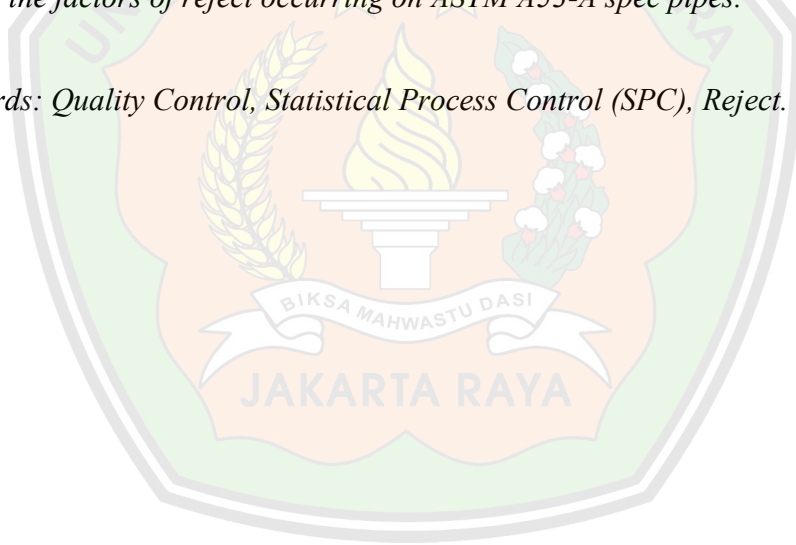 the factors of reject occurring on ASTM A53-A spec pipes.
rds: Quality Control, Statistical Process Control (SPC), Reject.
BIKSA MAHWASTU DASI
JAKARTA RAYA